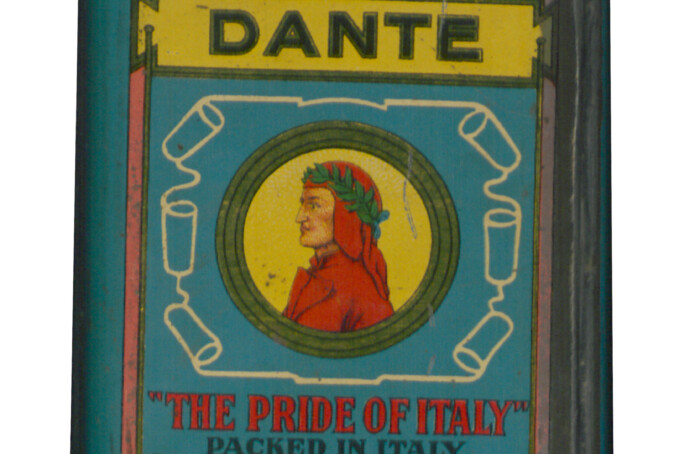 DANTE
"THE PRIDE OF ITALY"
PACKED IN ITALY